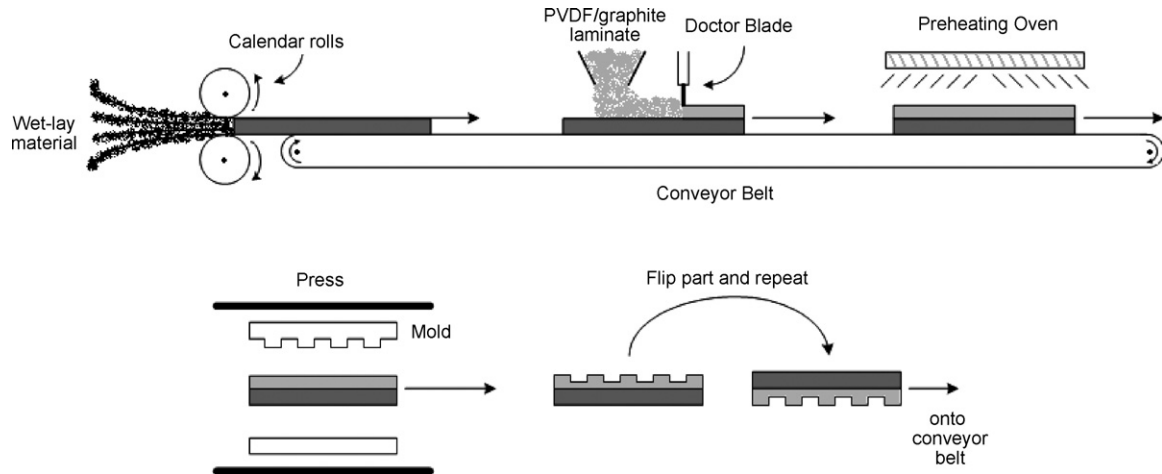 Calendar rolls
Wet-lay
material
PVDF/graphite
laminate
Doctor Blade
Preheating Oven
Conveyor Belt
Press
Mold
Flip part and repeat
onto
conveyor
belt